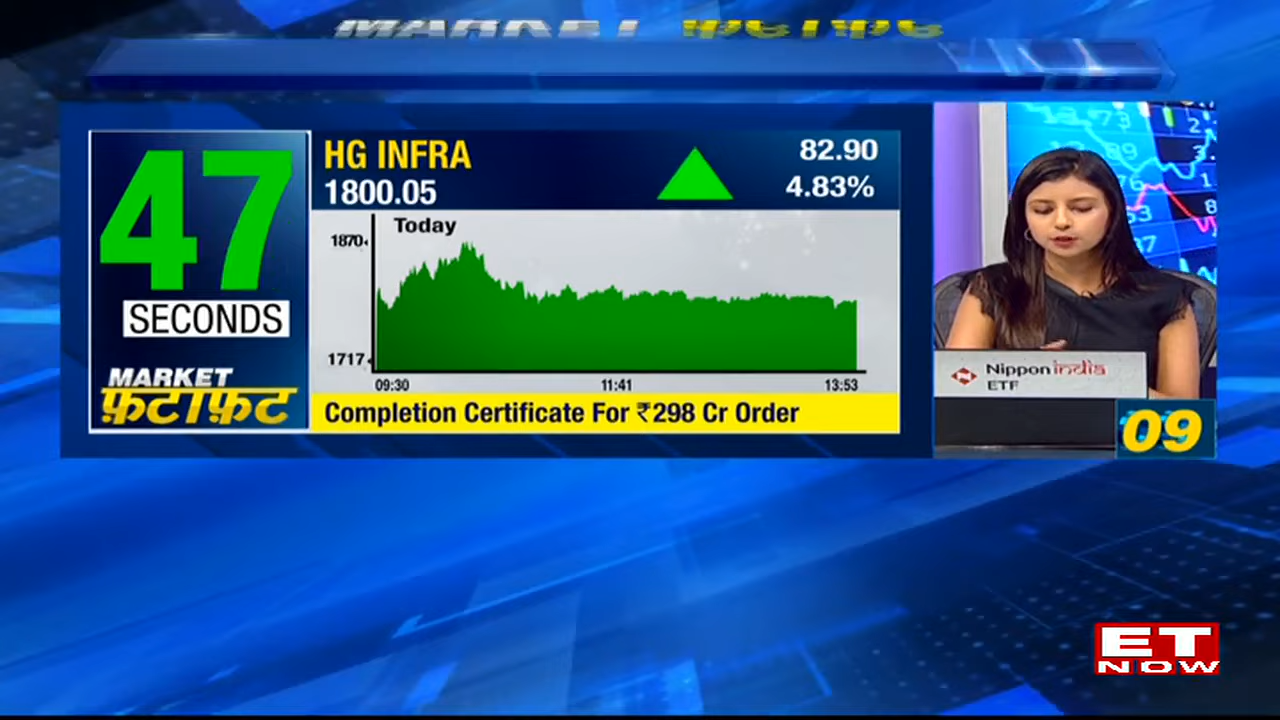 MARKET फ़टाफ़ट
47
SECONDS
MARKET
फ़टाफ़ट
HG INFRA
1800.05
82.90
4.83%
Today
1870
1717
09:30 11:41 13:53
Completion Certificate For ₹298 Cr Order
Nippon india
ETF
09
ET
NOW